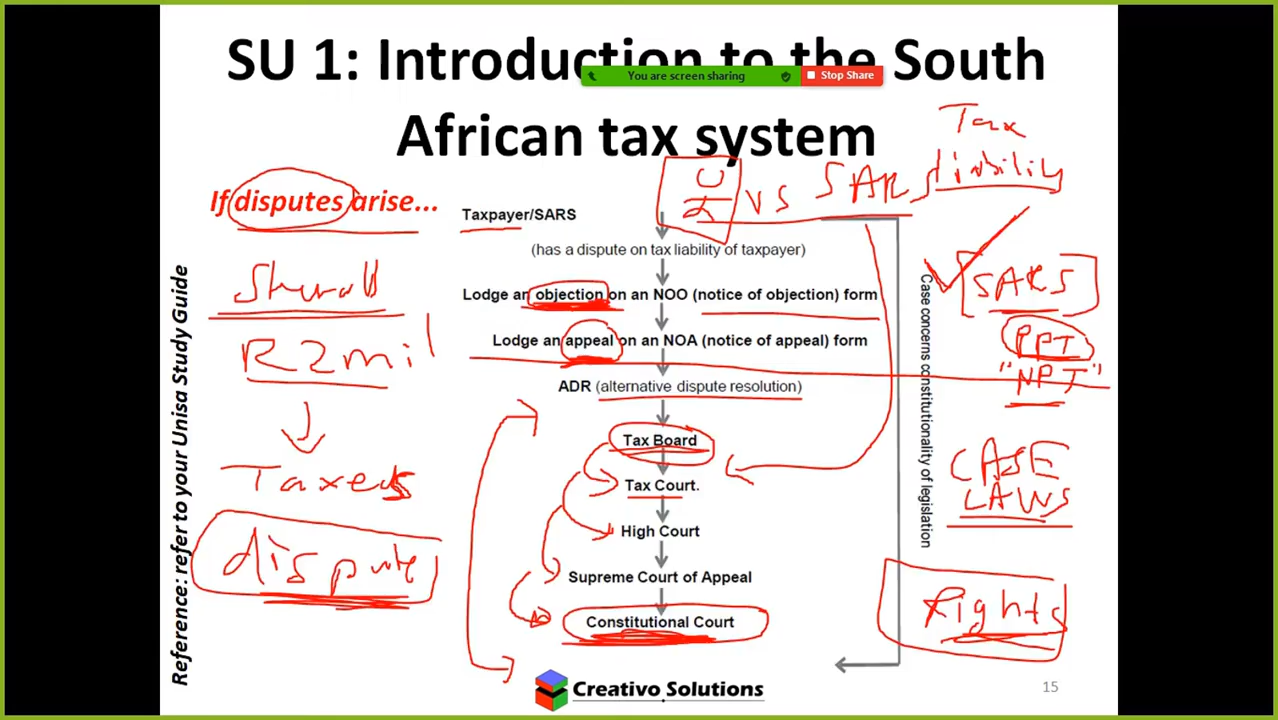 SU 1: Introduction to the South
You are screen sharing
Stop Share
African tax system
Tax
liability
vs SARS
If disputes arise...
Taxpayer/SARS
(has a dispute on tax liability of taxpayer)
Lodge an objection on an NOO (notice of objection) form
Lodge an appeal on an NOA (notice of appeal) form
ADR (alternative dispute resolution)
Tax Board
Tax Court.
High Court
Supreme Court of Appeal
Constitutional Court
R2mil
Taxed
dispute
SARS
PPT
"NPJ"
CASE
LAWS
Rights
Case concerns constitutionality of legislation
Reference: refer to your Unisa Study Guide
Creativo Solutions
15